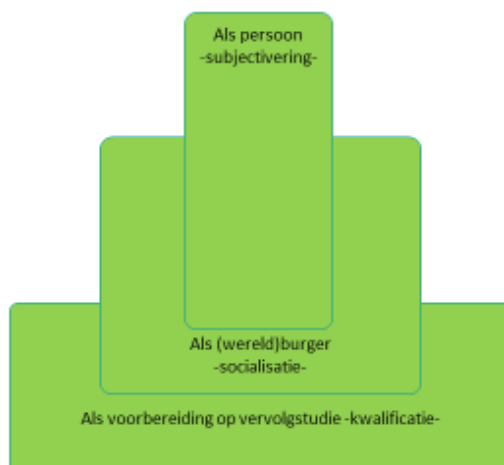 Als persoon
-subjectivering-
Als (wereld)burger
-socialisatie-
Als voorbereiding op vervolgstudie -kwalificatie-